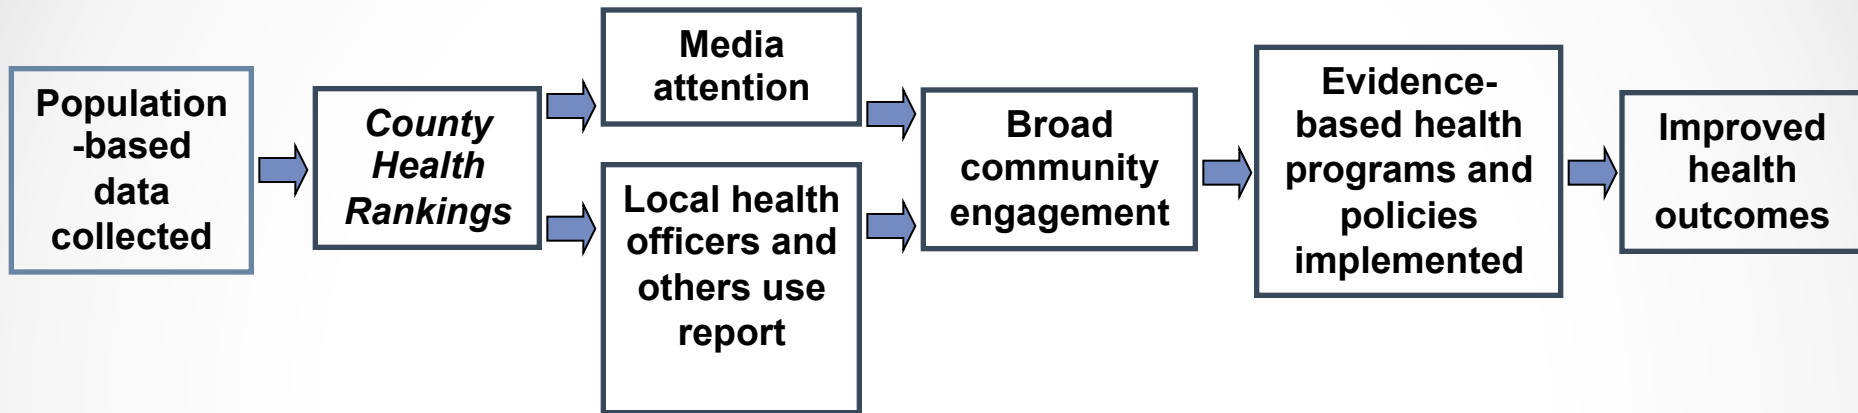 Population
-based
data
collected
County
Health
Rankings
Media
attention
Local health
officers and
others use
report
Broad
community
engagement
Evidence-
based health
programs and
policies
implemented
Improved
health
outcomes